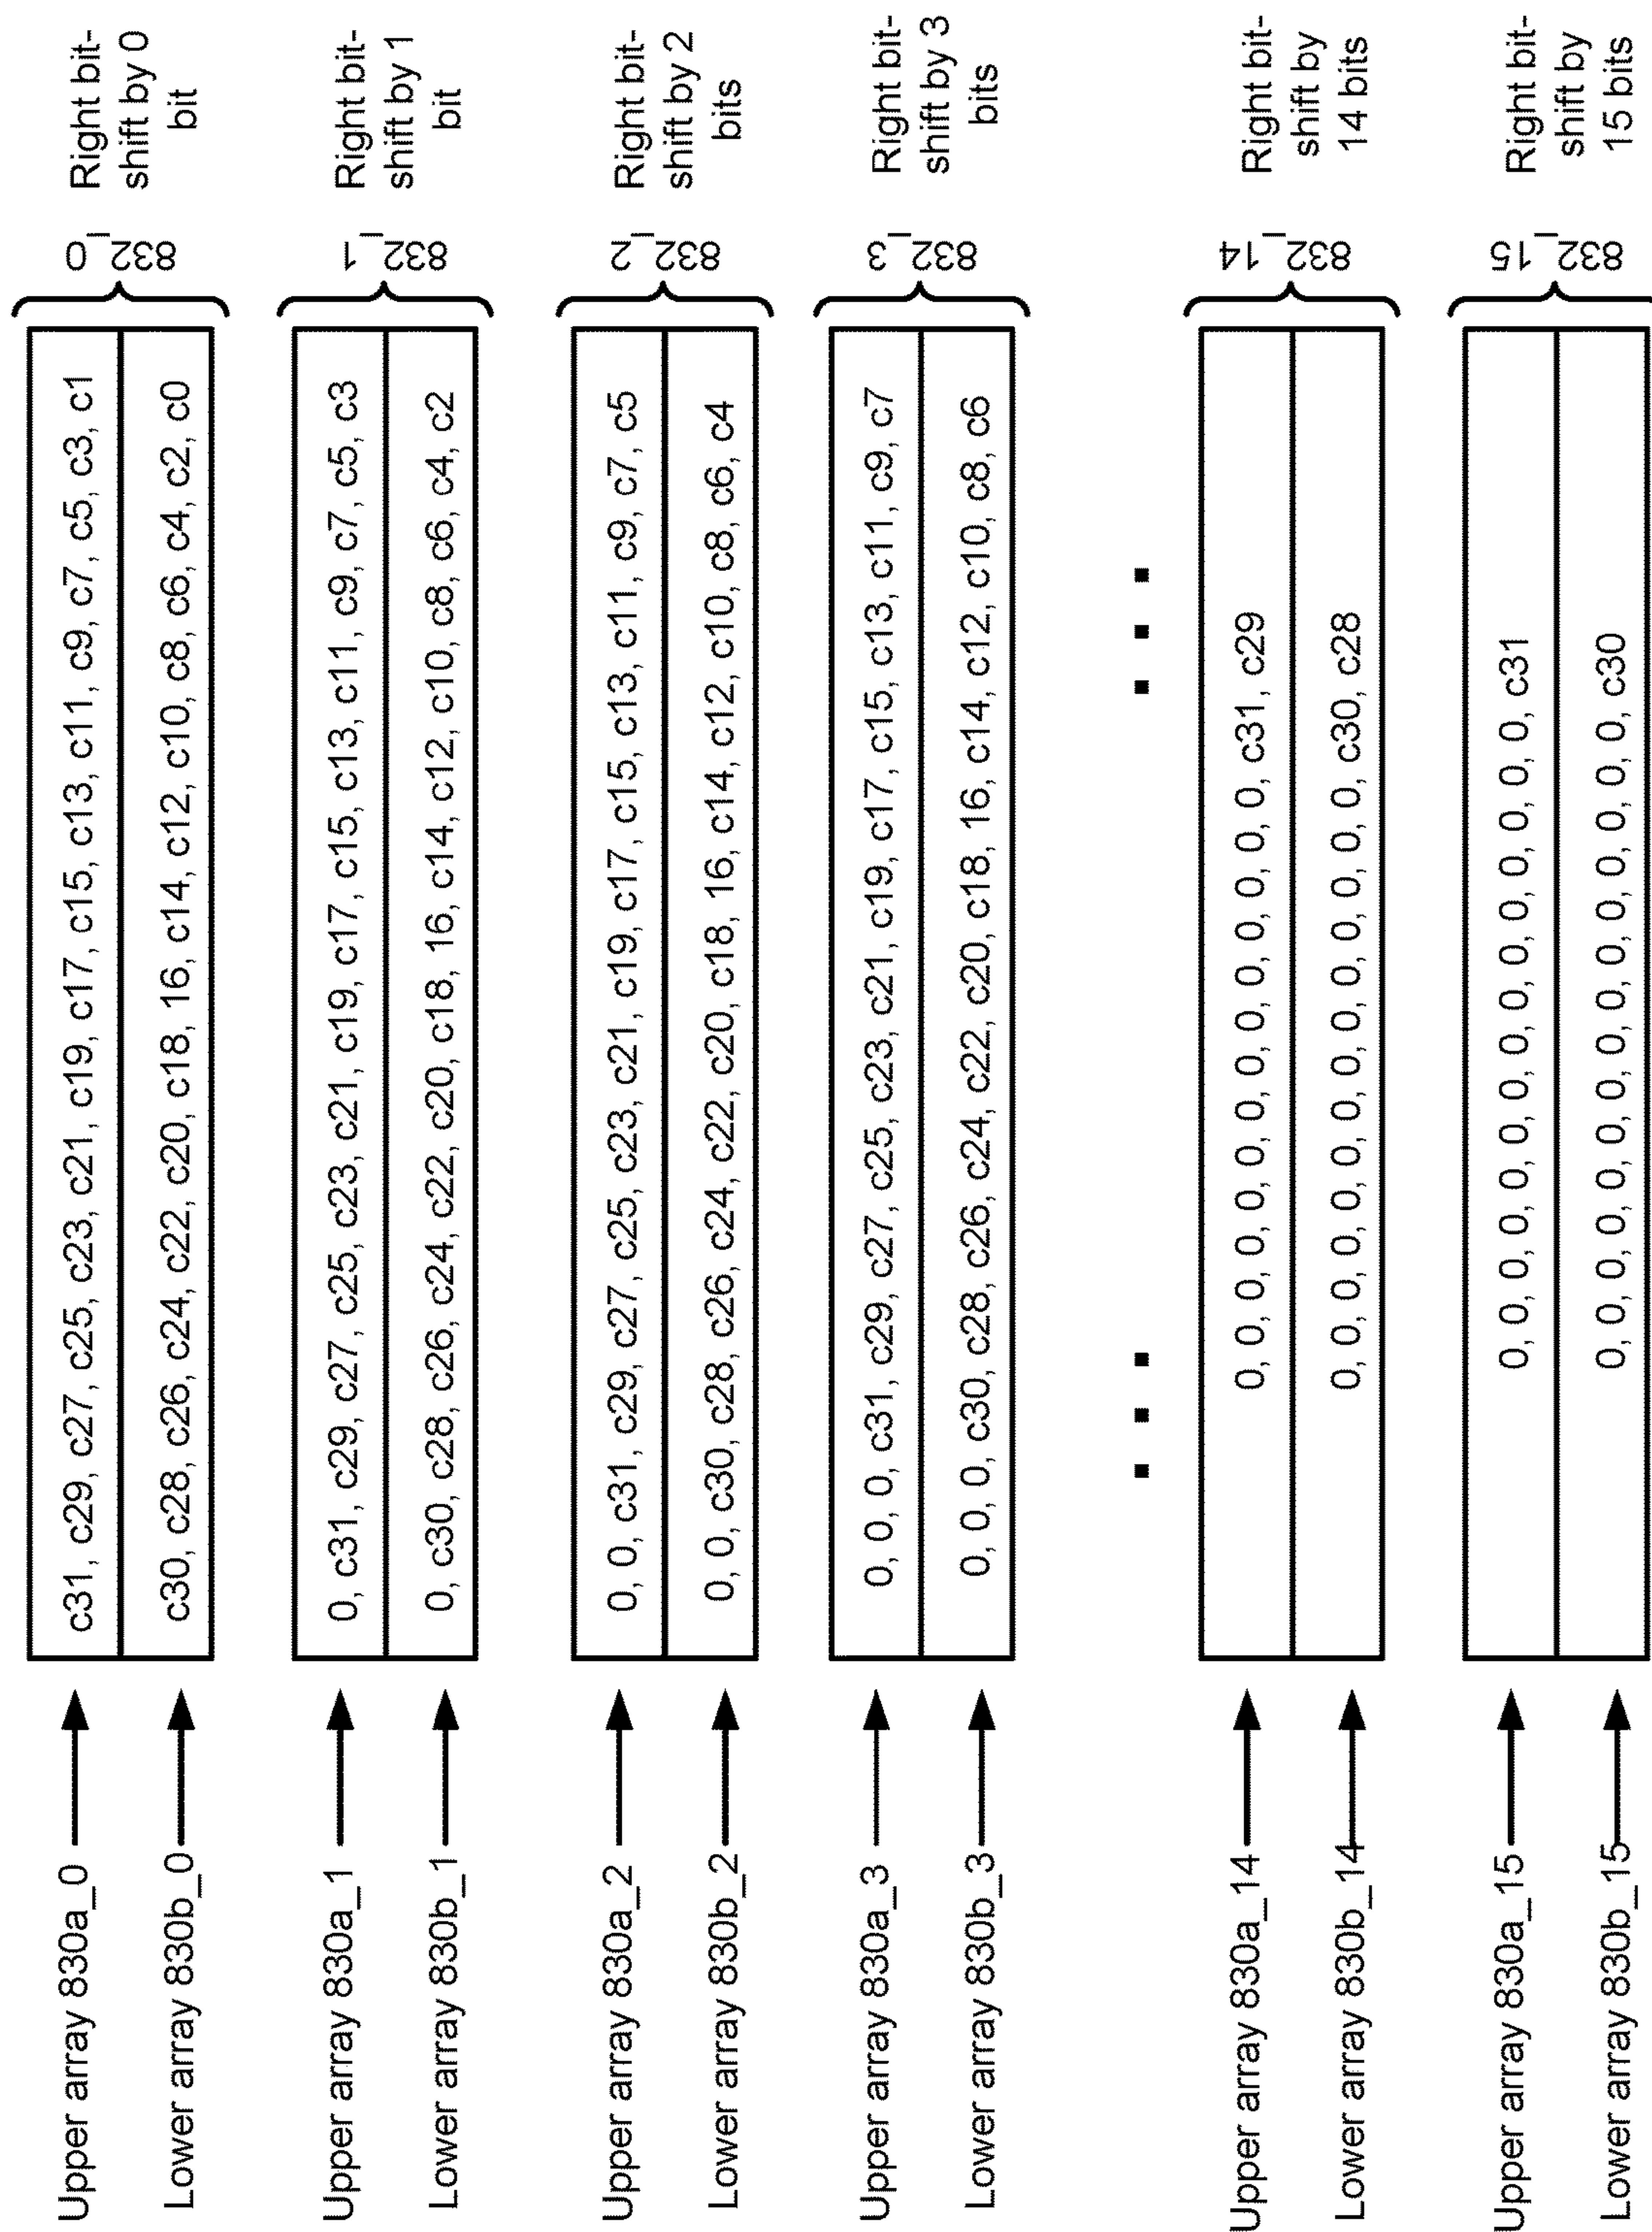 Upper array 830a_0
c31, c29, c27, c25, c23, c21, c19, c17, c15, c13, c11, c9, c7, c5, c3, c1
Lower array 830b_0
c30, c28, c26, c24, c22, c20, c18, 16, c14, c12, c10, c8, c6, c4, c2, c0
832_0
Right bit-
shift by 0
bit
Upper array 830a_1
0, c31, c29, c27, c25, c23, c21, c19, c17, c15, c13, c11, c9, c7, c5, c3
Lower array 830b_1
0, c30, c28, c26, c24, c22, c20, c18, 16, c14, c12, c10, c8, c6, c4, c2
832_1
Right bit-
shift by 1
bit
Upper array 830a_2
0, 0, c31, c29, c27, c25, c23, c21, c19, c17, c15, c13, c11, c9, c7, c5
Lower array 830b_2
0, 0, c30, c28, c26, c24, c22, c20, c18, 16, c14, c12, c10, c8, c6, c4
832_2
Right bit-
shift by 2
bits
Upper array 830a_3
0, 0, 0, c31, c29, c27, c25, c23, c21, c19, c17, c15, c13, c11, c9, c7
Lower array 830b_3
0, 0, 0, c30, c28, c26, c24, c22, c20, c18, 16, c14, c12, c10, c8, c6
832_3
Right bit-
shift by 3
bits
Upper array 830a_14
0, 0, 0, 0, 0, 0, 0, 0, 0, 0, 0, 0, 0, 0, c31, c29
Lower array 830b_14
0, 0, 0, 0, 0, 0, 0, 0, 0, 0, 0, 0, 0, 0, c30, c28
832_14
Right bit-
shift by
14 bits
Upper array 830a_15
0, 0, 0, 0, 0, 0, 0, 0, 0, 0, 0, 0, 0, 0, 0, c31
Lower array 830b_15
0, 0, 0, 0, 0, 0, 0, 0, 0, 0, 0, 0, 0, 0, 0, c30
832_15
Right bit-
shift by
15 bits